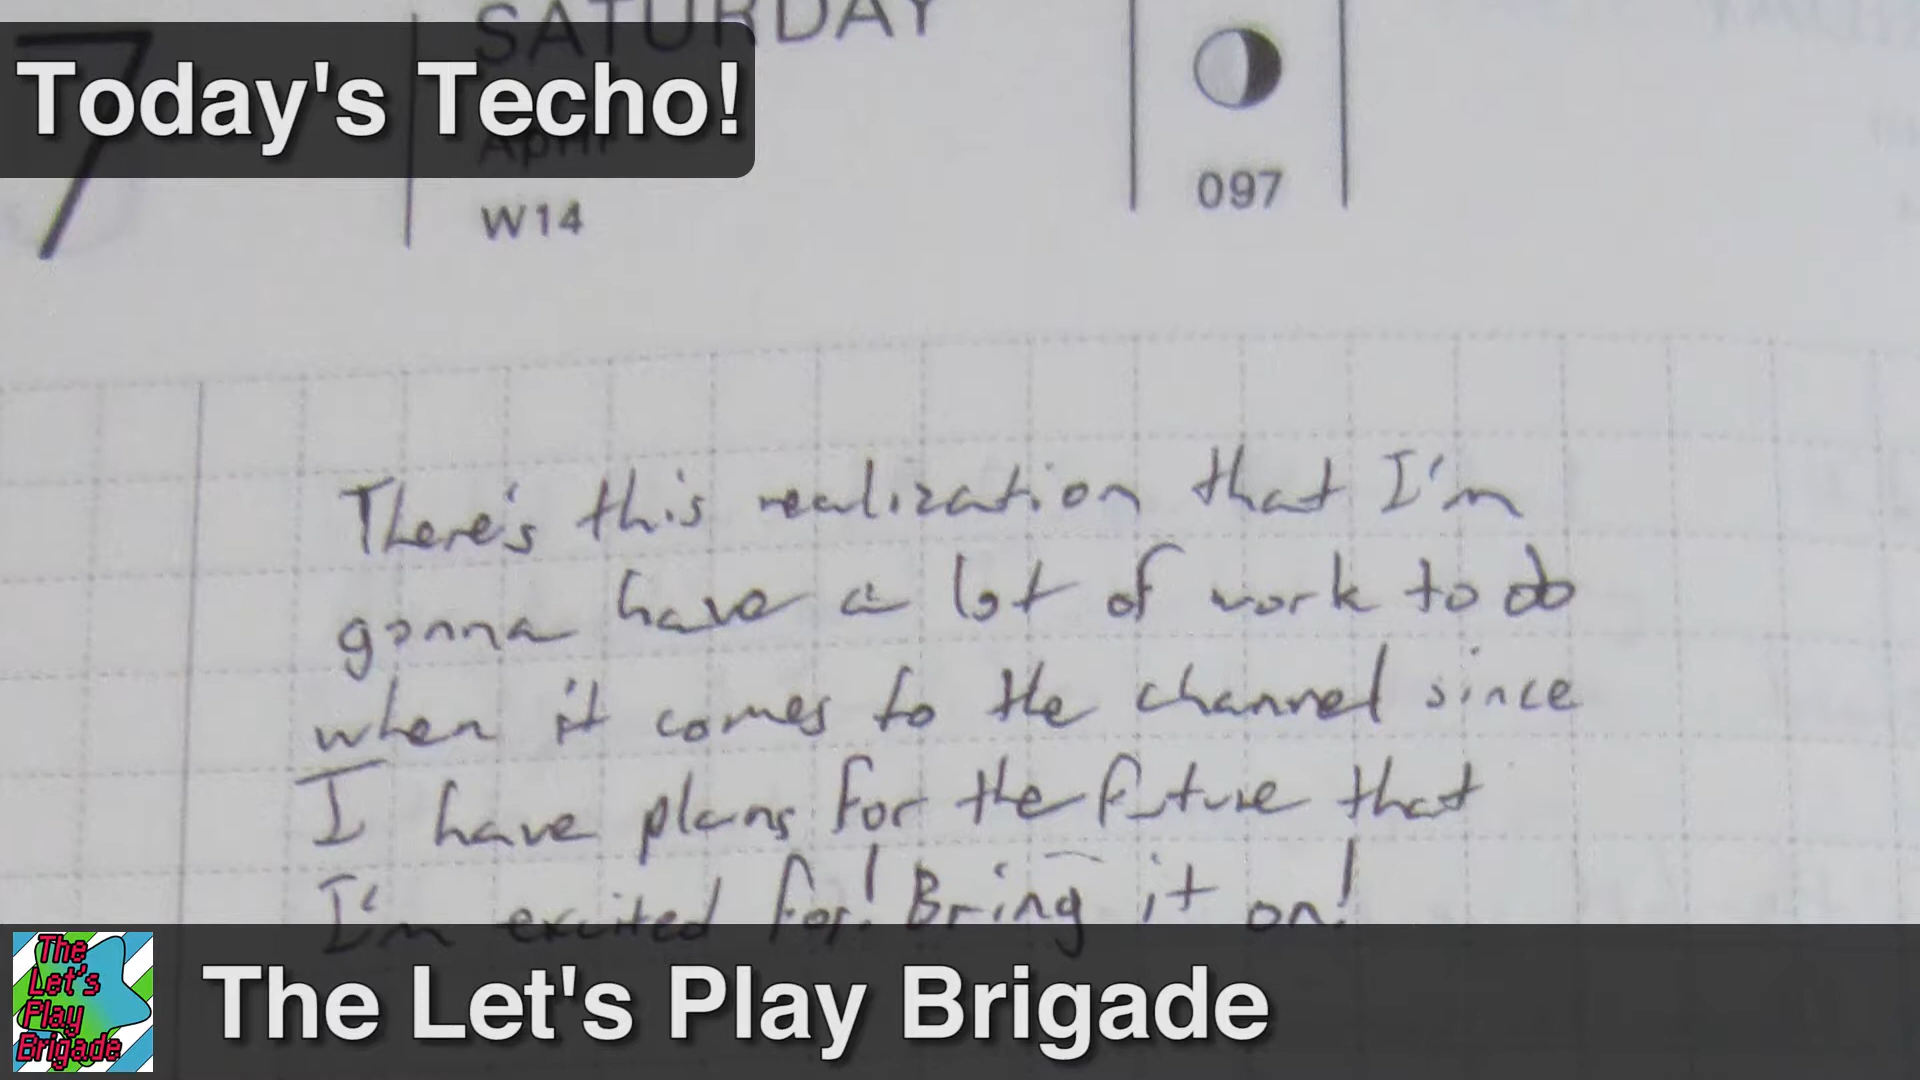 SATURDAY
7
Today's Techo!
April
W14
097
There's this realization that I'm
gonna have a lot of work to do
when it comes to the channel since
I have plans for the future that
I'm excited for! Bring it on!
The
Let's
Play
Brigade
The Let's Play Brigade